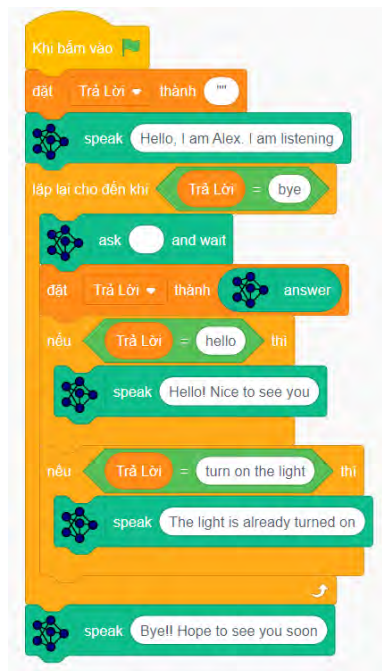 Khi bấm vào
đặt Trả Lời thành ""
speak Hello, I am Alex. I am listening
lặp lại cho đến khi Trả Lời = bye
ask and wait
đặt Trả Lời thành answer
nếu Trả Lời = hello thì
speak Hello! Nice to see you
nếu Trả Lời = turn on the light thì
speak The light is already turned on
speak Bye!! Hope to see you soon